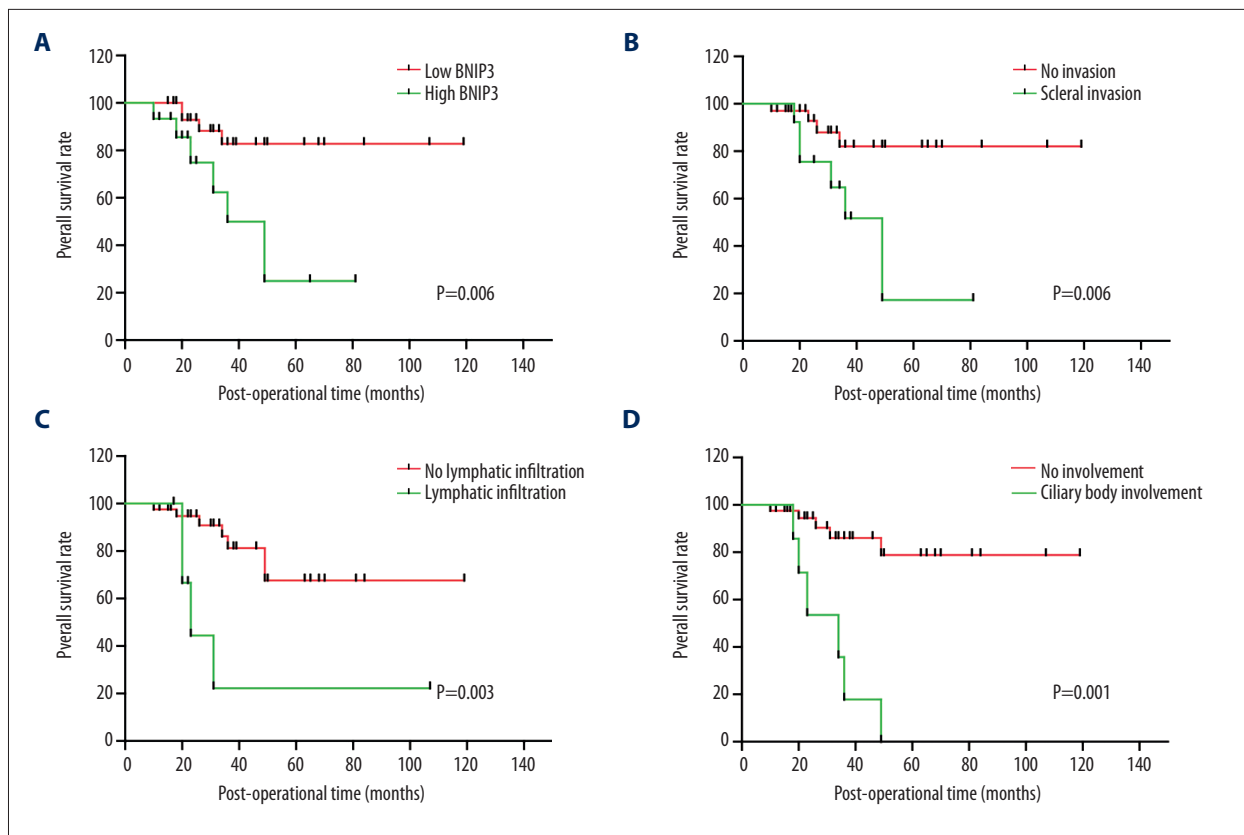 A
120
100
80
60
40
20
0
Pverall survival rate
Low BNIP3
High BNIP3
P=0.006
0 20 40 60 80 100 120 140
Post-operational time (months)
B
120
100
80
60
40
20
0
Pverall survival rate
No invasion
Scleral invasion
P=0.006
0 20 40 60 80 100 120 140
Post-operational time (months)
C
120
100
80
60
40
20
0
Pverall survival rate
No lymphatic infiltration
Lymphatic infiltration
P=0.003
0 20 40 60 80 100 120 140
Post-operational time (months)
D
120
100
80
60
40
20
0
Pverall survival rate
No involvement
Ciliary body involvement
P=0.001
0 20 40 60 80 100 120 140
Post-operational time (months)